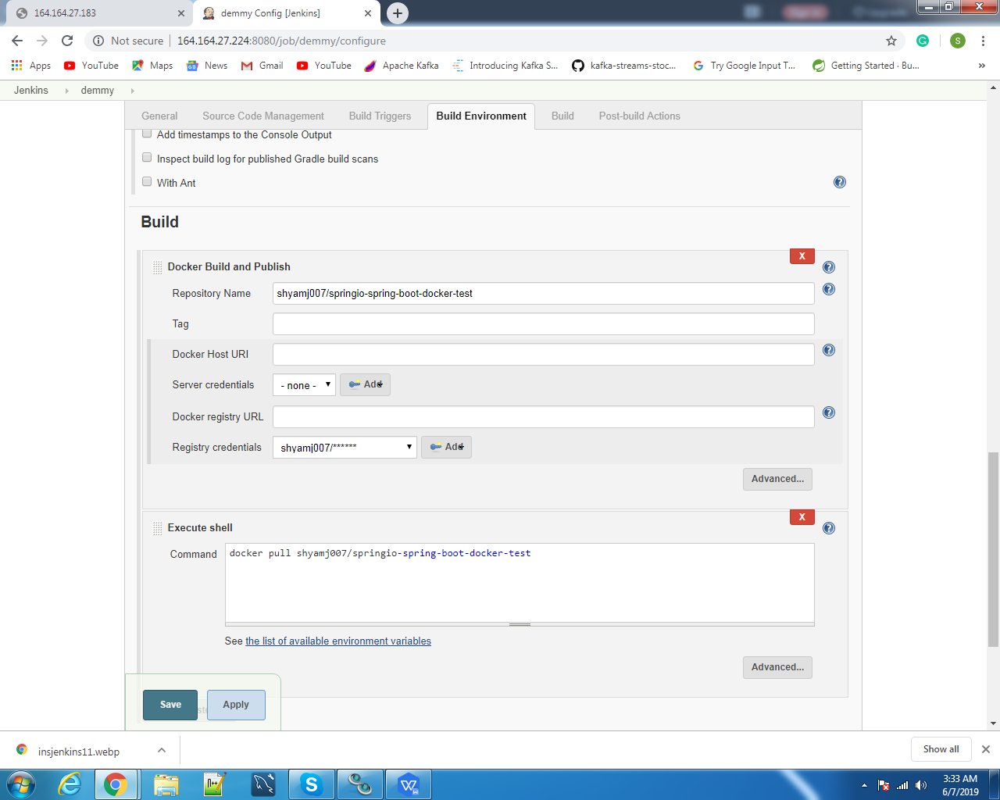 164.164.27.183
demmy Config [Jenkins]
Not secure
164.164.27.224:8080/job/demmy/configure
S
Apps
YouTube
Maps
News
Gmail
YouTube
Apache Kafka
Introducing Kafka S...
kafka-streams-stoc...
Try Google Input T...
Getting Started · Bu...
»
Jenkins
demmy
General
Source Code Management
Build Triggers
Build Environment
Build
Post-build Actions
Add timestamps to the Console Output
Inspect build log for published Gradle build scans
With Ant
Build
X
Docker Build and Publish
Repository Name
shyamj007/springio-spring-boot-docker-test
Tag
Docker Host URI
Server credentials
- none -
Add
Docker registry URL
Registry credentials
shyamj007/******
Add
Advanced...
X
Execute shell
Command
docker pull shyamj007/springio-spring-boot-docker-test
See the list of available environment variables
Advanced...
Save
Apply
insjenkins11.webp
Show all
3:33 AM
6/7/2019